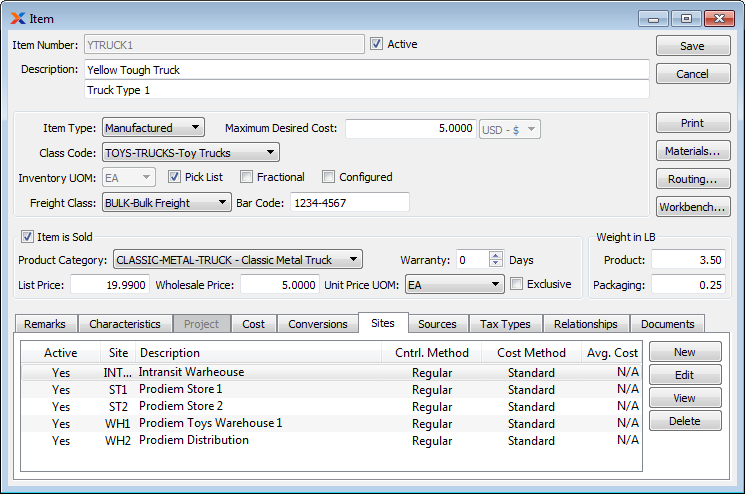 Item
Item Number: YTRUCK1 Active Save
Description: Yellow Tough Truck Cancel
Truck Type 1
Item Type: Manufactured Maximum Desired Cost: 5.0000 USD - $ Print
Class Code: TOYS-TRUCKS-Toy Trucks Materials...
Inventory UOM: EA Pick List Fractional Configured Routing...
Freight Class: BULK-Bulk Freight Bar Code: 1234-4567 Workbench...
Item is Sold Weight in LB
Product Category: CLASSIC-METAL-TRUCK - Classic Metal Truck Warranty: 0 Days Product: 3.50
List Price: 19.9900 Wholesale Price: 5.0000 Unit Price UOM: EA Exclusive Packaging: 0.25
Remarks Characteristics Project Cost Conversions Sites Sources Tax Types Relationships Documents
Active Site Description Cntrl. Method Cost Method Avg. Cost New
Yes INT... Intransit Warheouse Regular Standard N/A Edit
Yes ST1 Prodiem Store 1 Regular Standard N/A View
Yes ST2 Prodiem Store 2 Regular Standard N/A
Yes WH1 Prodiem Toys Warehouse 1 Regular Standard N/A Delete
Yes WH2 Prodiem Distribution Regular Standard N/A